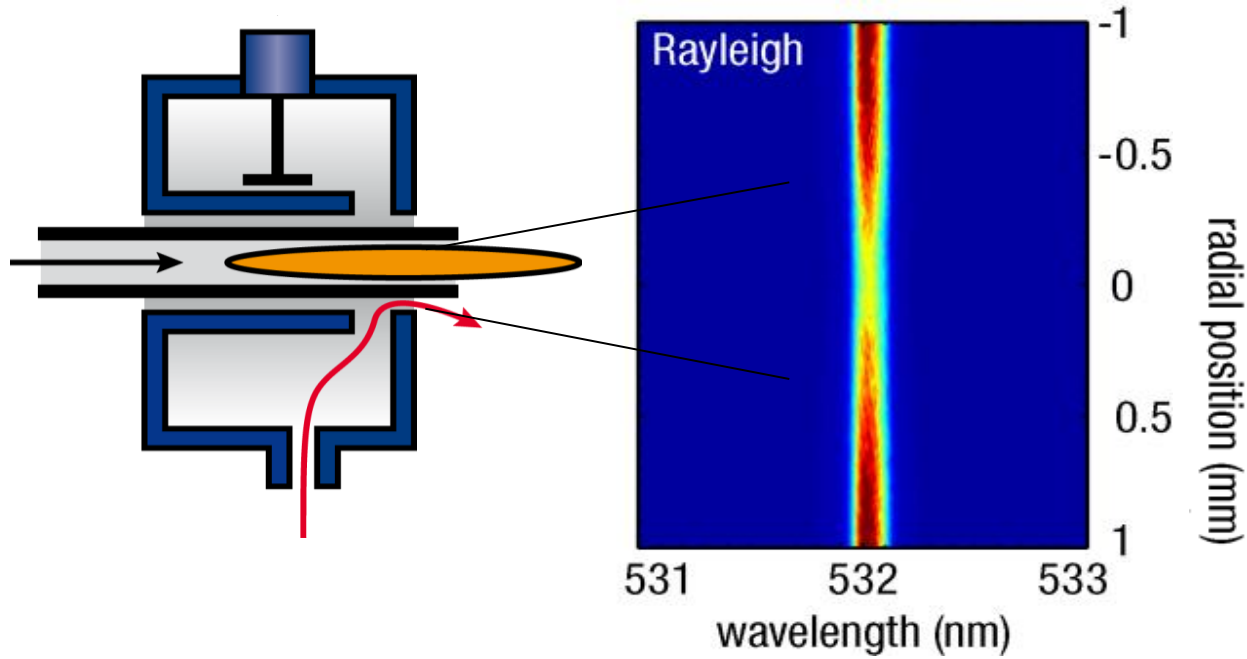 Rayleigh
-1
-0.5
0
0.5
1
radial position (mm)
531 532 533
wavelength (nm)